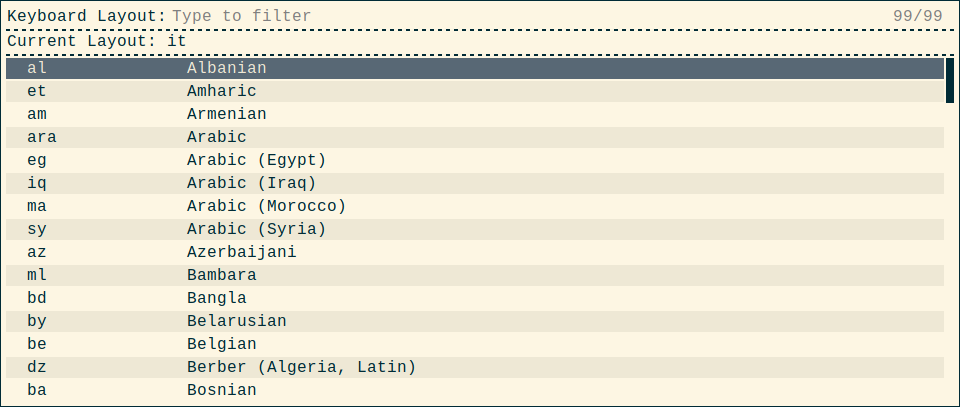 Keyboard Layout: Type to filter 99/99
Current Layout: it
al Albanian
et Amharic
am Armenian
ara Arabic
eg Arabic (Egypt)
iq Arabic (Iraq)
ma Arabic (Morocco)
sy Arabic (Syria)
az Azerbaijani
ml Bambara
bd Bangla
by Belarusian
be Belgian
dz Berber (Algeria, Latin)
ba Bosnian